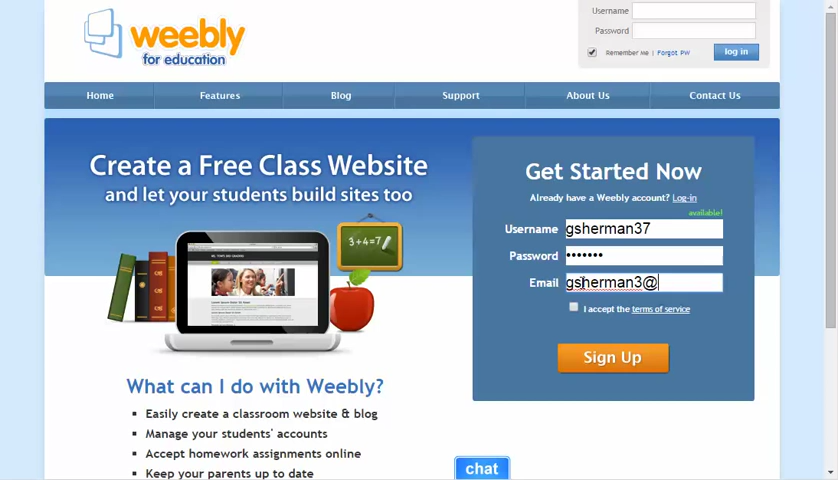 Username
Password
Remember Me | Forgot PW
log in
weebly
for education
Home
Features
Blog
Support
About Us
Contact Us
Create a Free Class Website
and let your students build sites too
3+4=7
Get Started Now
Already have a Weebly account? Log-in
available!
Username
gsherman37
Password
•••••••
Email
gsherman3@
I accept the terms of service
Sign Up
What can I do with Weebly?
Easily create a classroom website & blog
Manage your students' accounts
Accept homework assignments online
Keep your parents up to date
chat